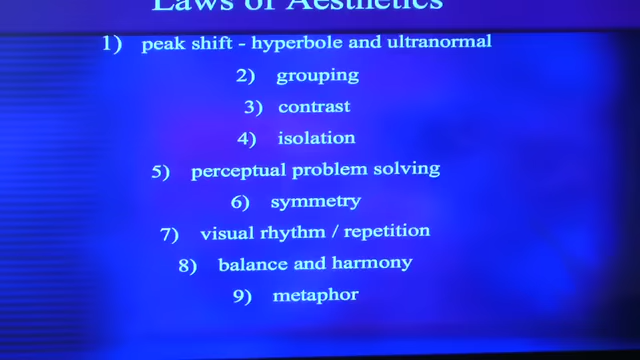 Laws of Aesthetics
1) peak shift - hyperbole and ultranormal
2) grouping
3) contrast
4) isolation
5) perceptual problem solving
6) symmetry
7) visual rhythm / repetition
8) balance and harmony
9) metaphor